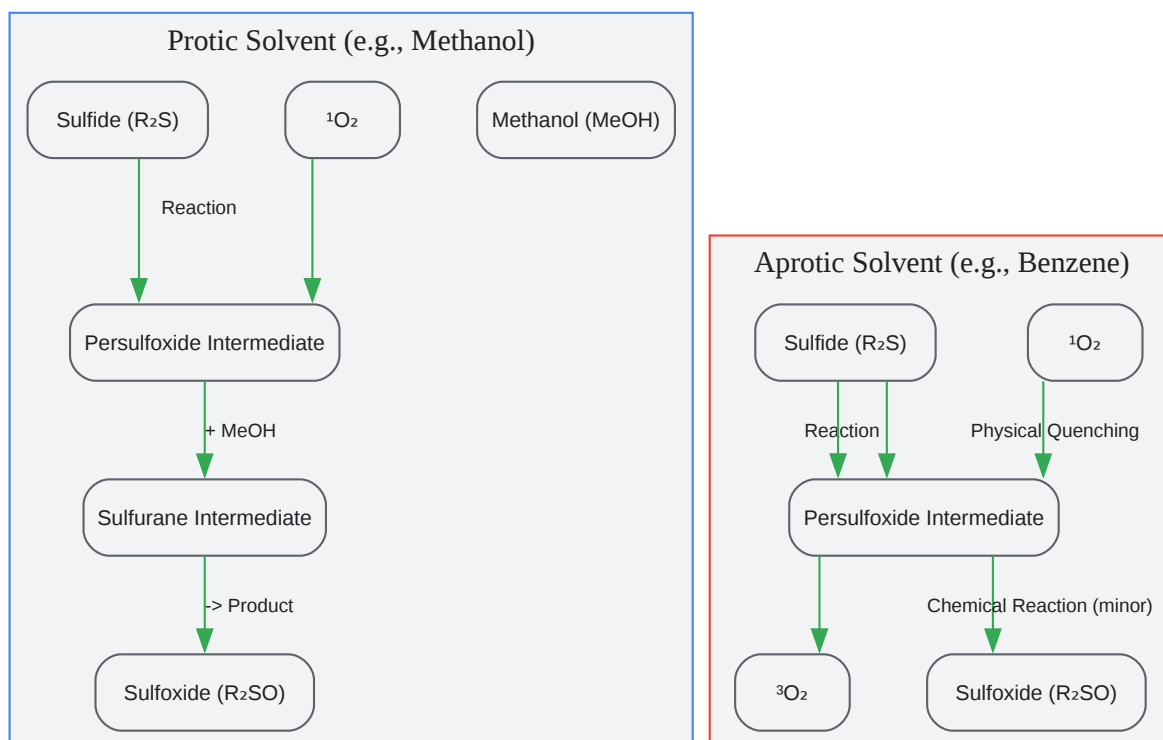 Protic Solvent (e.g., Methanol)
Sulfide (R₂S)
¹O₂
Methanol (MeOH)
Reaction
Persulfoxide Intermediate
+ MeOH
Sulfurane Intermediate
-> Product
Sulfoxide (R₂SO)
Aprotic Solvent (e.g., Benzene)
Sulfide (R₂S)
¹O₂
Reaction
Physical Quenching
Persulfoxide Intermediate
Chemical Reaction (minor)
³O₂
Sulfoxide (R₂SO)